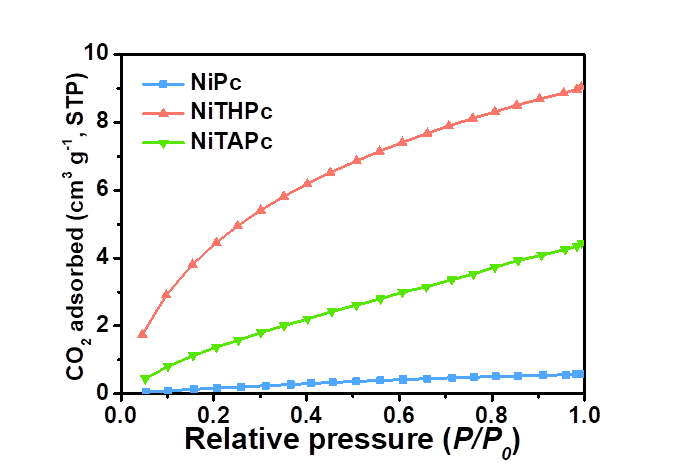 10
8
6
4
2
0
CO2 adsorbed (cm3 g-1, STP)
NiPc
NiTHPc
NiTAPc
0.0 0.2 0.4 0.6 0.8 1.0
Relative pressure (P/P0)